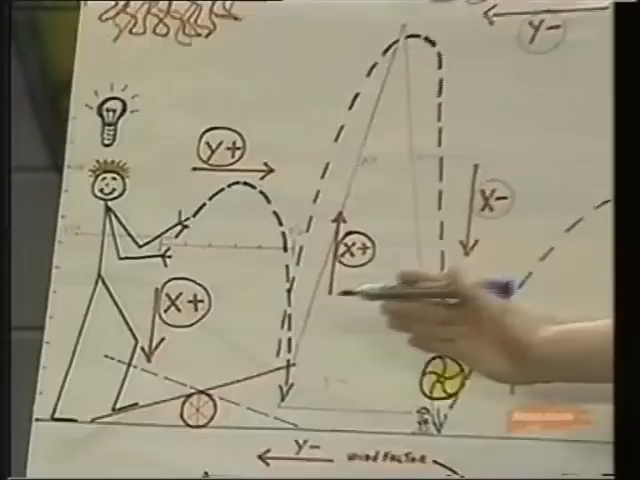 Y-
Y+
X-
X+
X+
Y-
WIND FACTOR